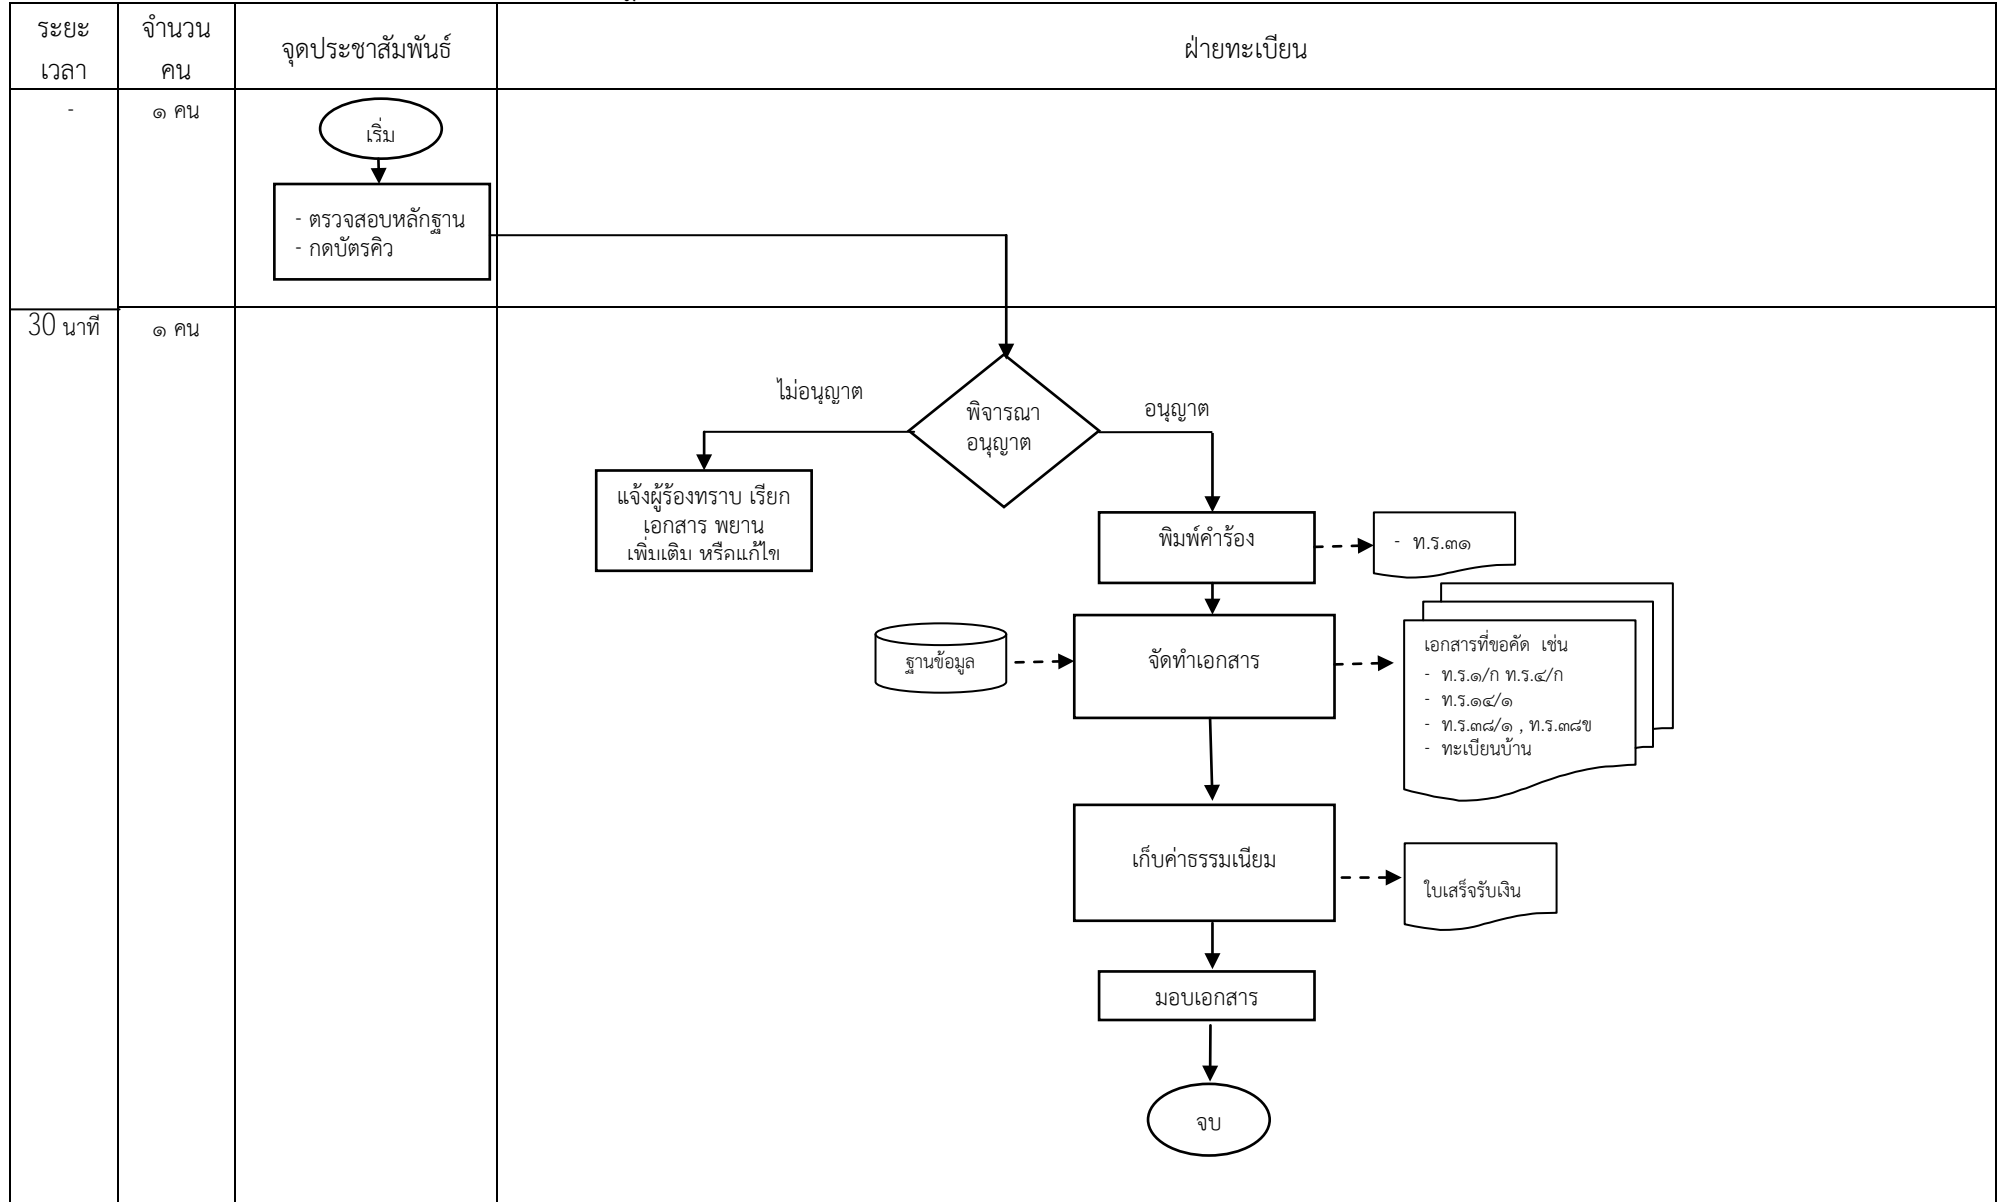 ระยะ
เวลา
จำนวน
คน
จุดประชาสัมพันธ์
ฝ่ายทะเบียน
-
๑ คน
เริ่ม
- ตรวจสอบหลักฐาน
- กดบัตรคิว
30 นาที
๑ คน
ไม่อนุญาต
พิจารณา
อนุญาต
อนุญาต
แจ้งผู้ร้องทราบ เรียก
เอกสาร พยาน
เพิ่มเติม หรือแก้ไข
พิมพ์คำร้อง
- ท.ร.๓๑
ฐานข้อมูล
จัดทำเอกสาร
เอกสารที่ขอคัด เช่น
- ท.ร.๑/ก ท.ร.๔/ก
- ท.ร.๑๔/๑
- ท.ร.๓๘/๑ , ท.ร.๓๘ข
- ทะเบียนบ้าน
เก็บค่าธรรมเนียม
ใบเสร็จรับเงิน
มอบเอกสาร
จบ